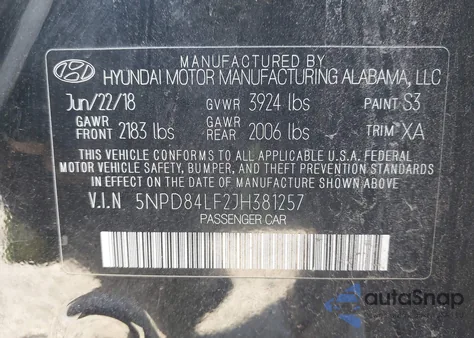 MANUFACTURED BY
HYUNDAI MOTOR MANUFACTURING ALABAMA, LLC
Jun/22/18 GVWR 3924 lbs PAINT S3
GAWR FRONT 2183 lbs GAWR REAR 2006 lbs TRIM XA
THIS VEHICLE CONFORMS TO ALL APPLICABLE U.S.A. FEDERAL
MOTOR VEHICLE SAFETY, BUMPER, AND THEFT PREVENTION STANDARDS
IN EFFECT ON THE DATE OF MANUFACTURE SHOWN ABOVE.
V.I.N 5NPD84LF2JH381257
PASSENGER CAR
autaSnap